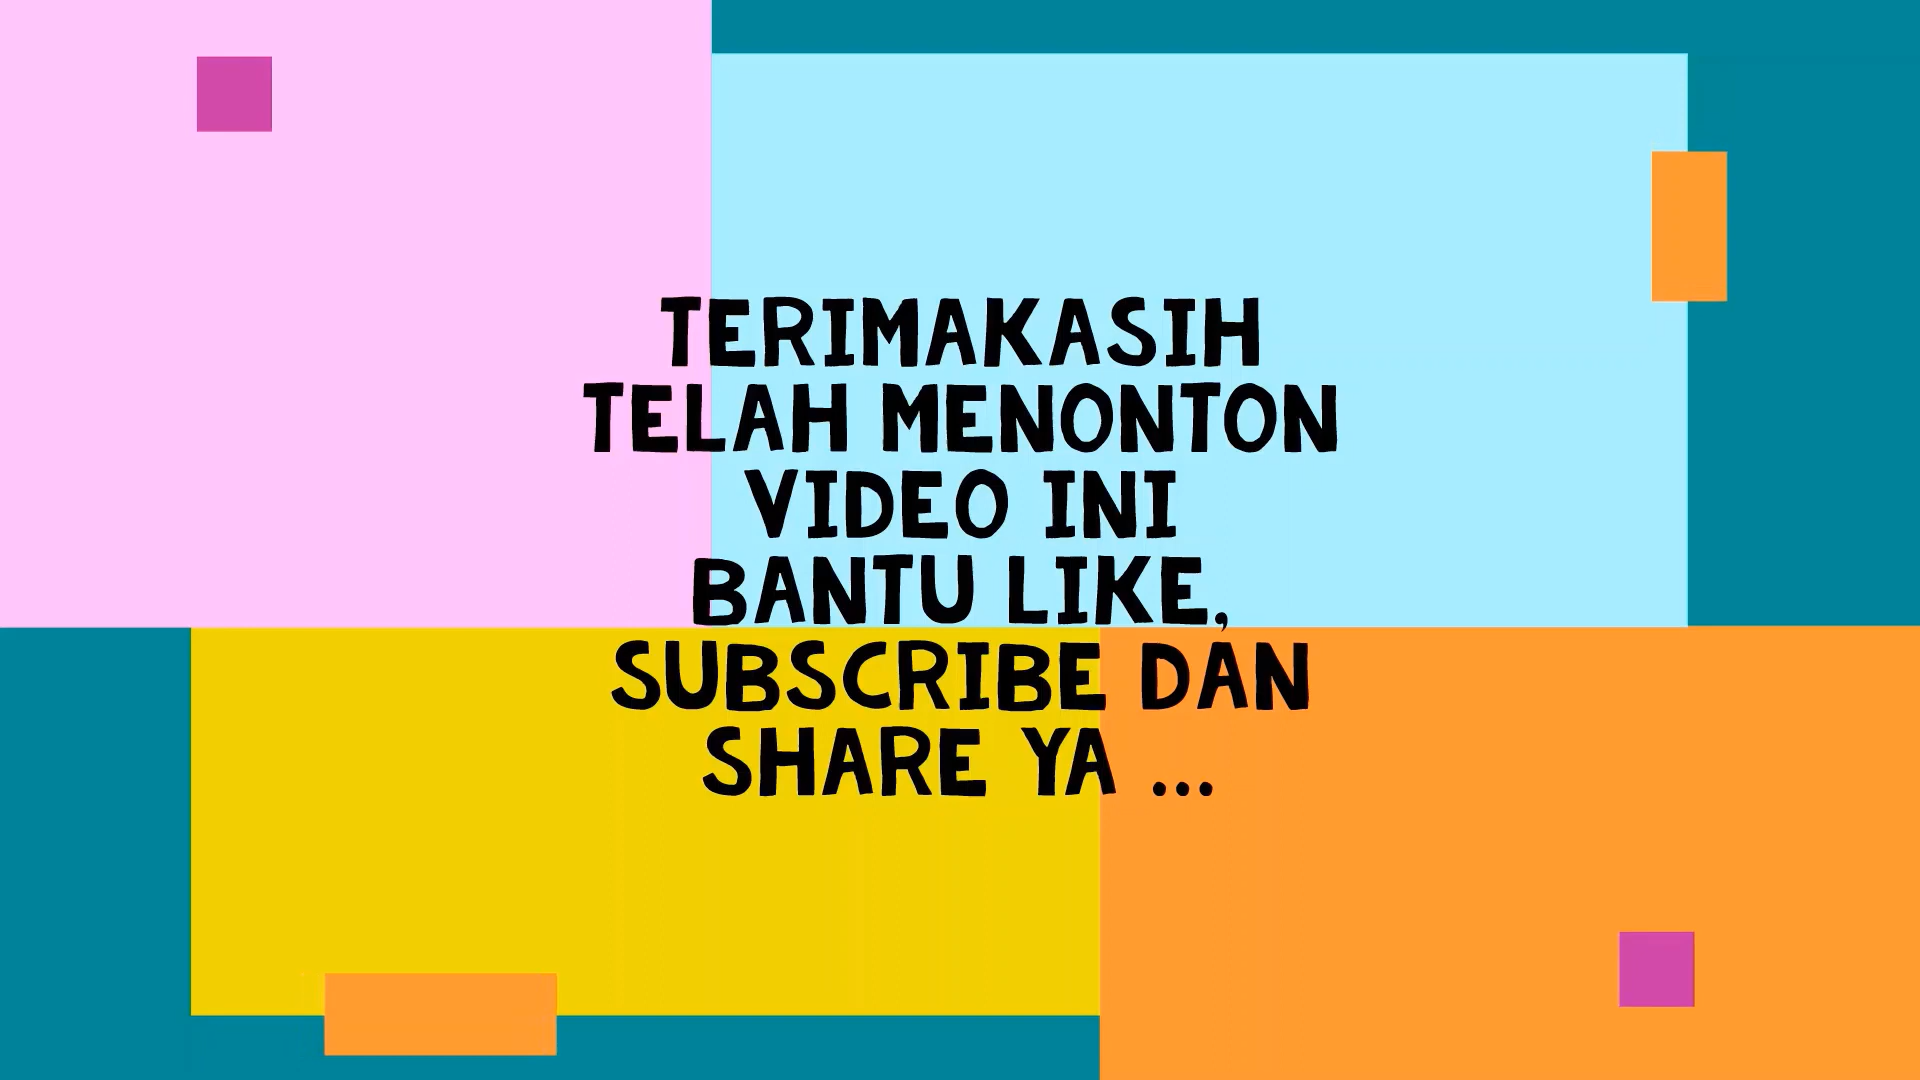 TERIMAKASIH
TELAH MENONTON
VIDEO INI
BANTU LIKE,
SUBSCRIBE DAN
SHARE YA ...